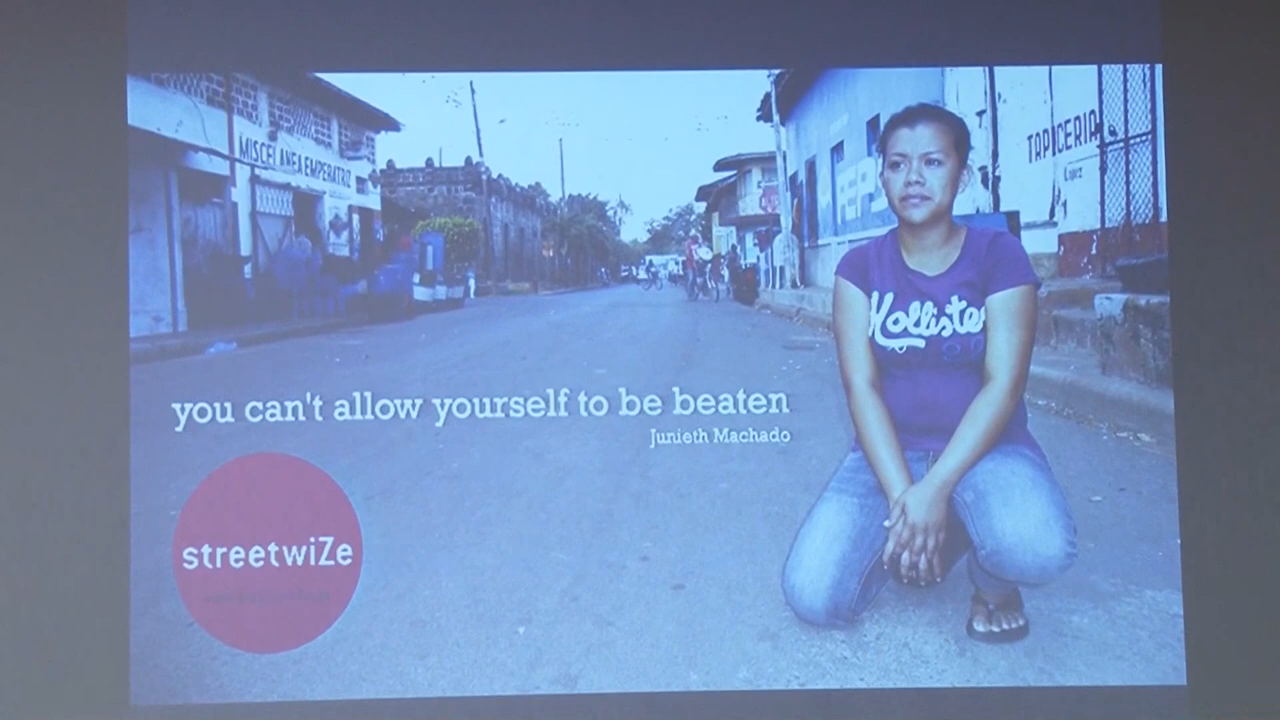 MISCELANEA EMPERATRIZ
TAPICERIA
Lopez
Hollister
you can't allow yourself to be beaten
Junieth Machado
streetwiZe